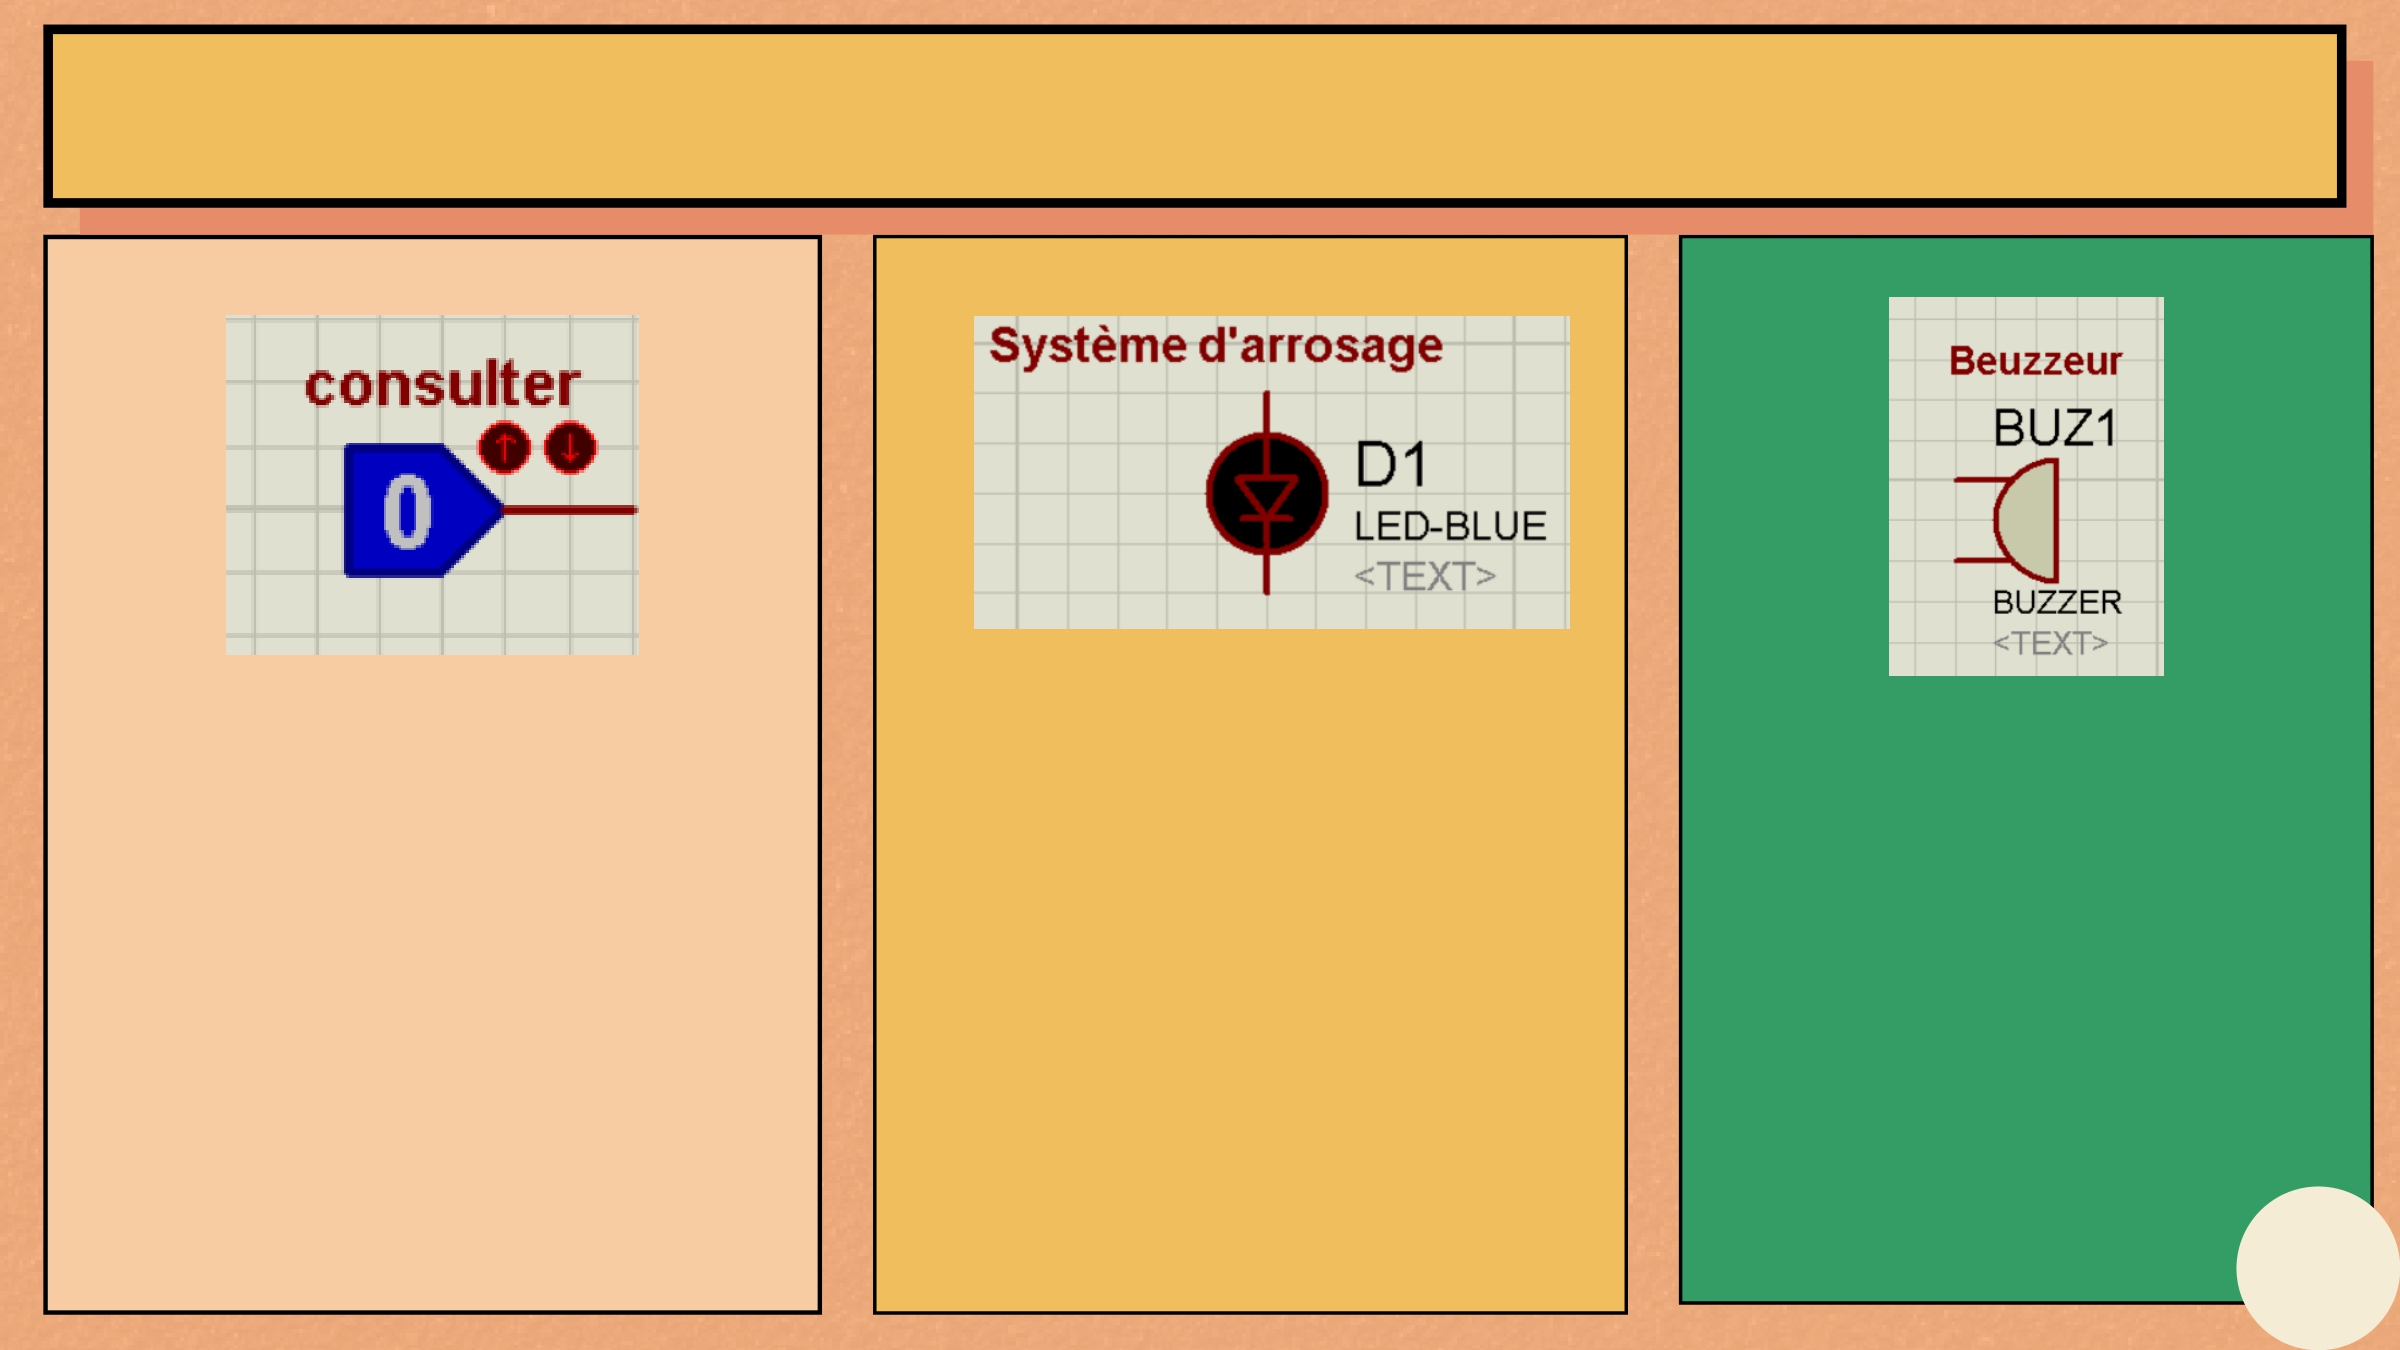 consulter
0
Système d'arrosage
D1
LED-BLUE
<TEXT>
Beuzzeur
BUZ1
BUZZER
<TEXT>